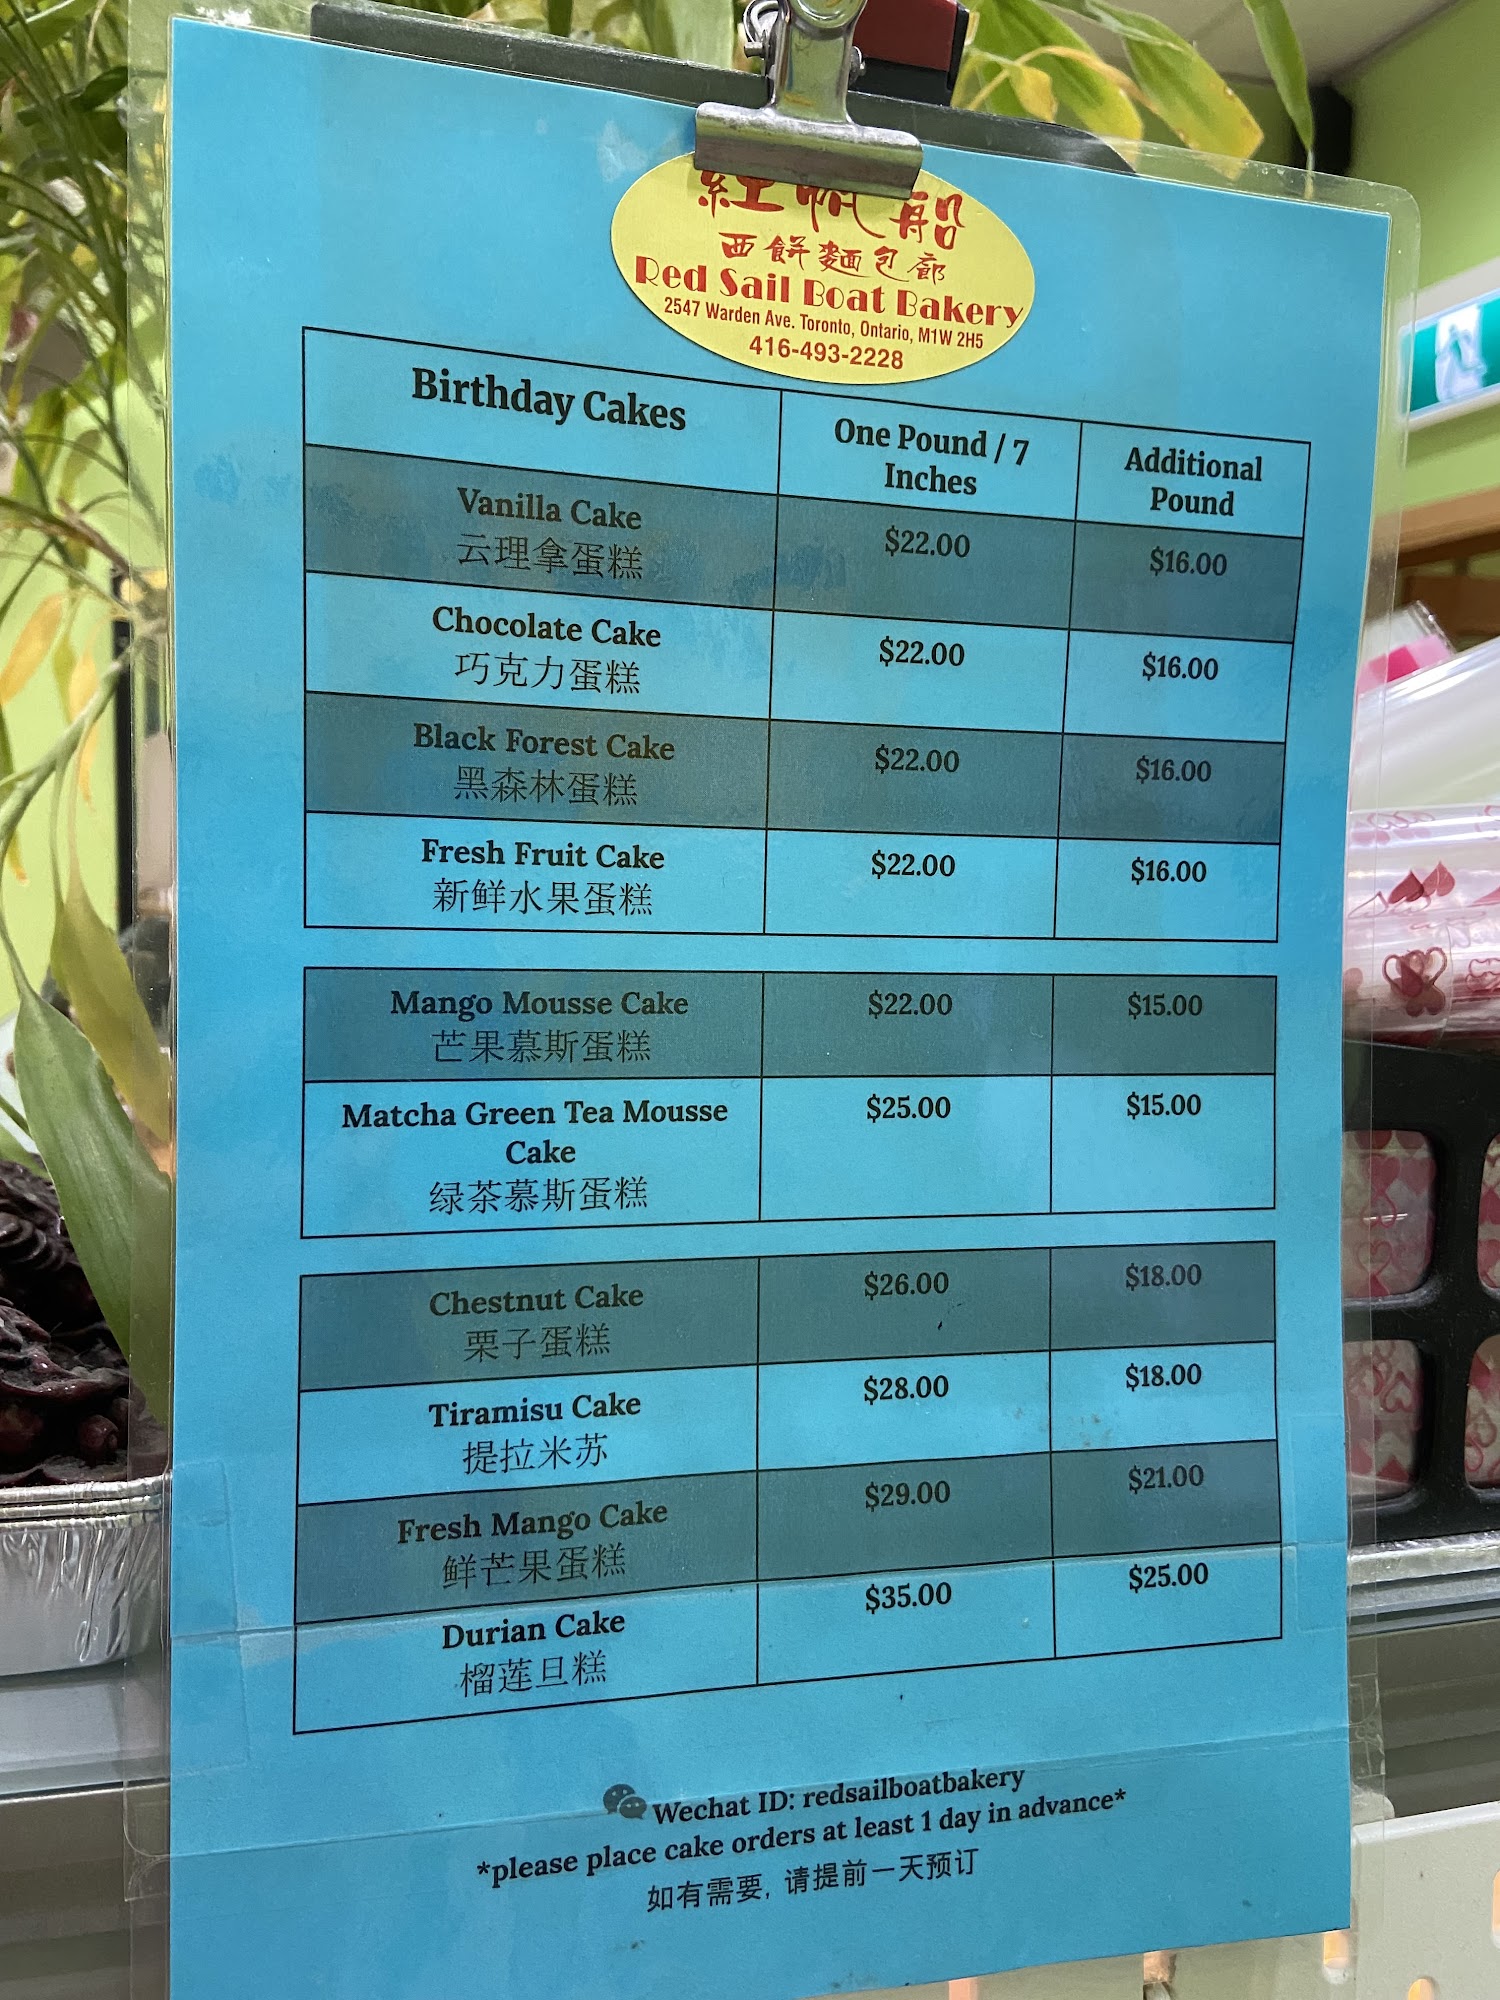 紅帆船
西餅麵包廊
Red Sail Boat Bakery
2547 Warden Ave. Toronto, Ontario, M1W 2H5
416-493-2228
Birthday Cakes
One Pound / 7
Inches
Additional
Pound
Vanilla Cake
云理拿蛋糕
$22.00
$16.00
Chocolate Cake
巧克力蛋糕
$22.00
$16.00
Black Forest Cake
黑森林蛋糕
$22.00
$16.00
Fresh Fruit Cake
新鲜水果蛋糕
$22.00
$16.00
Mango Mousse Cake
芒果慕斯蛋糕
$22.00
$15.00
Matcha Green Tea Mousse
Cake
绿茶慕斯蛋糕
$25.00
$15.00
Chestnut Cake
栗子蛋糕
$26.00
$18.00
Tiramisu Cake
提拉米苏
$28.00
$18.00
Fresh Mango Cake
鲜芒果蛋糕
$29.00
$21.00
Durian Cake
榴莲旦糕
$35.00
$25.00
Wechat ID: redsailboatbakery
*please place cake orders at least 1 day in advance*
如有需要, 请提前一天预订